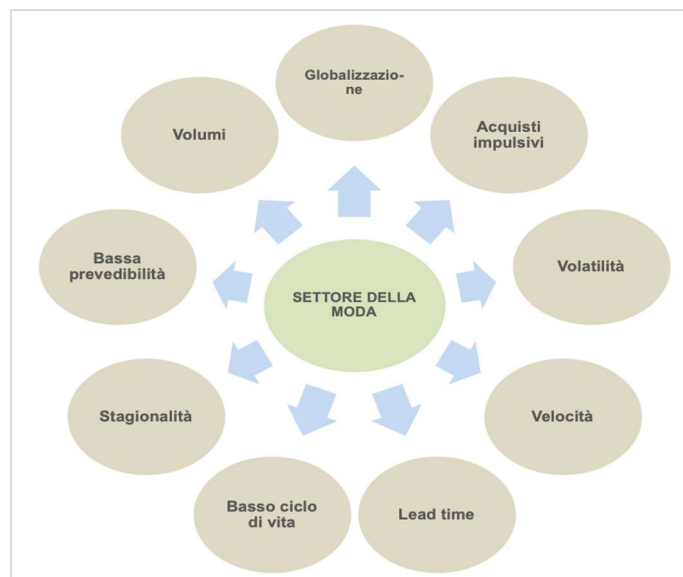 Globalizzazio-
ne
Acquisti
impulsivi
Volumi
Bassa
prevedibilità
Volatilità
SETTORE DELLA
MODA
Stagionalità
Velocità
Basso ciclo
di vita
Lead time